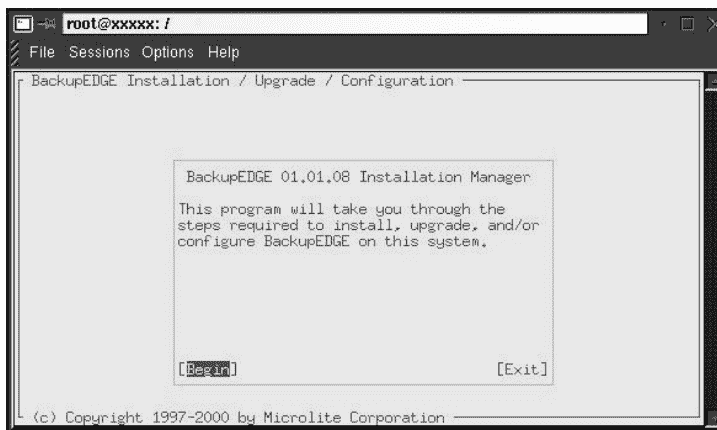 root@xxxxx: /
File Sessions Options Help
BackupEDGE Installation / Upgrade / Configuration
BackupEDGE 01.01.08 Installation Manager
This program will take you through the
steps required to install, upgrade, and/or
configure BackupEDGE on this system.
[Begin] [Exit]
(c) Copyright 1997-2000 by Microlite Corporation